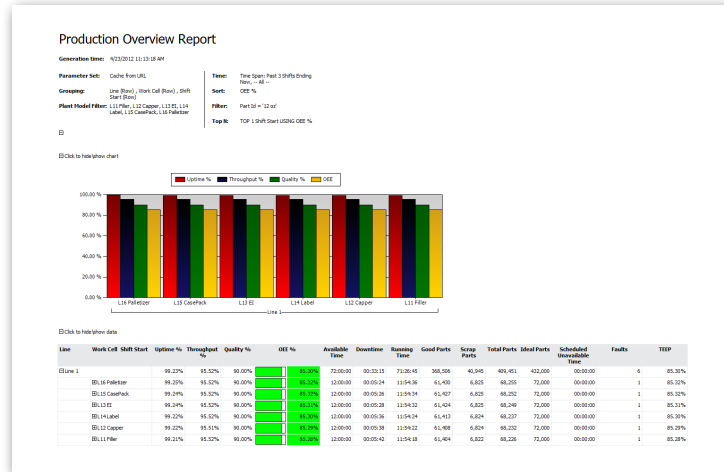 Production Overview Report
Generation time: 4/23/2012 11:13:18 AM
Parameter Set: Cache from URL
Grouping: Line (Row) , Work Cell (Row) , Shift
Start (Row)
Plant Model Filter: L11 Filler, L12 Capper, L13 EI, L14
Label, L15 CasePack, L16 Palletizer
Time: Time Span: Past 3 Shifts Ending
Now, -- All --
Sort: OEE %
Filter: Part Id = '12 oz'
Top N: TOP 1 Shift Start USING OEE %
Click to hide\show chart
Uptime % Throughput % Quality % OEE
100.00 %
80.00 %
60.00 %
40.00 %
20.00 %
0.00 %
L16 Palletizer L15 CasePack L13 EI L14 Label L12 Capper L11 Filler
Line 1
Click to hide\show data
Line Work Cell Shift Start Uptime % Throughput Quality % OEE % Available Downtime Running Good Parts Scrap Total Parts Ideal Parts Scheduled Faults TEEP
% Time Time Parts Unavailable
Time
Line 1 99.23% 95.52% 90.00% 85.30% 72:00:00 00:33:15 71:26:45 368,506 40,945 409,451 432,000 00:00:00 6 85.30%
L16 Palletizer 99.25% 95.52% 90.00% 85.32% 12:00:00 00:05:24 11:54:36 61,430 6,825 68,255 72,000 00:00:00 1 85.32%
L15 CasePack 99.24% 95.52% 90.00% 85.32% 12:00:00 00:05:26 11:54:34 61,427 6,825 68,252 72,000 00:00:00 1 85.32%
L13 EI 99.24% 95.52% 90.00% 85.31% 12:00:00 00:05:28 11:54:32 61,424 6,825 68,249 72,000 00:00:00 1 85.31%
L14 Label 99.22% 95.52% 90.00% 85.30% 12:00:00 00:05:36 11:54:24 61,413 6,824 68,237 72,000 00:00:00 1 85.30%
L12 Capper 99.22% 95.51% 90.00% 85.29% 12:00:00 00:05:38 11:54:22 61,408 6,824 68,232 72,000 00:00:00 1 85.29%
L11 Filler 99.21% 95.52% 90.00% 85.28% 12:00:00 00:05:42 11:54:18 61,404 6,822 68,226 72,000 00:00:00 1 85.28%